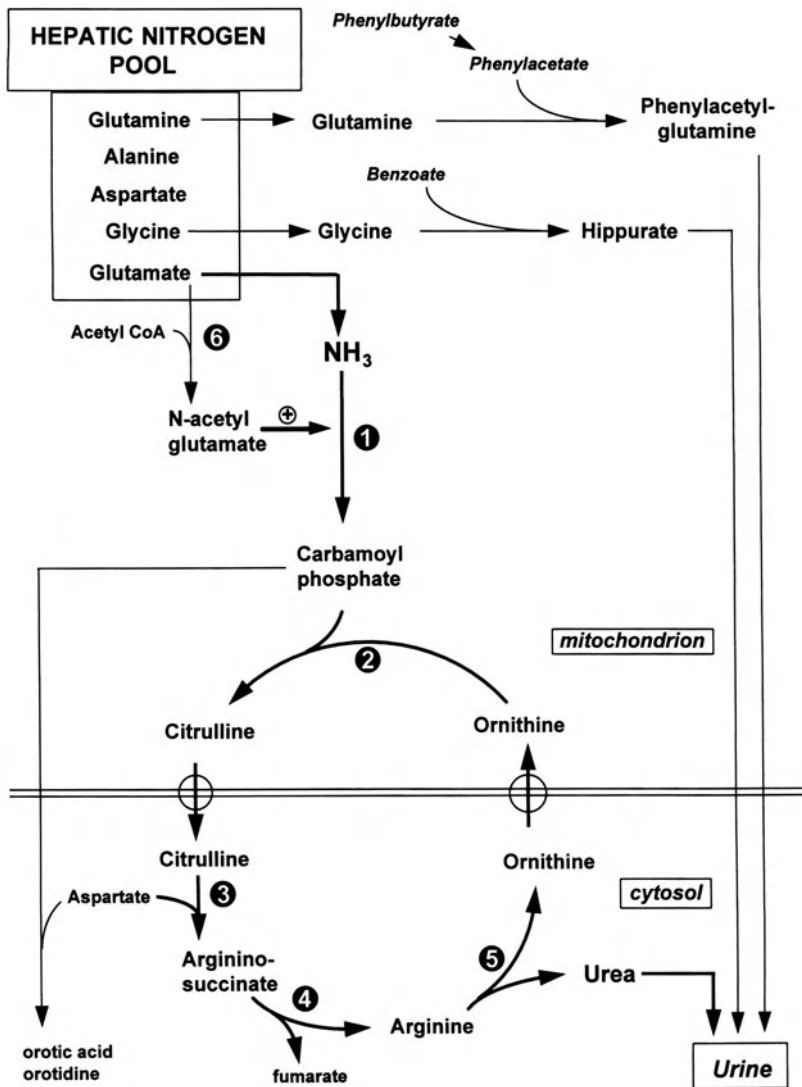 HEPATIC NITROGEN
POOL
Phenylbutyrate
Phenylacetate
Glutamine
Glutamine
Phenylacetyl-
glutamine
Alanine
Aspartate
Benzoate
Glycine
Glycine
Hippurate
Glutamate
Acetyl CoA
6
NH3
N-acetyl
glutamate
+
1
Carbamoyl
phosphate
mitochondrion
2
Citrulline
Ornithine
Citrulline
Ornithine
Aspartate
3
cytosol
Arginino-
succinate
4
5
Urea
Arginine
orotic acid
orotidine
fumarate
Urine